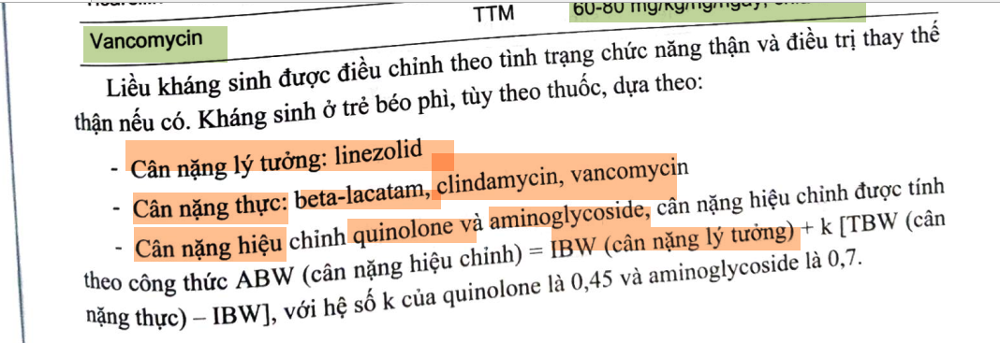 TTM 60-80 mg/kg/ng/ngày,
Vancomycin
Liều kháng sinh được điều chỉnh theo tình trạng chức năng thận và điều trị thay thế
thận nếu có. Kháng sinh ở trẻ béo phì, tùy theo thuốc, dựa theo:
- Cân nặng lý tưởng: linezolid
- Cân nặng thực: beta-lacatam, clindamycin, vancomycin
- Cân nặng hiệu chỉnh quinolone và aminoglycoside, cân nặng hiệu chỉnh được tính
theo công thức ABW (cân nặng hiệu chỉnh) = IBW (cân nặng lý tưởng) + k [TBW (cân
nặng thực) – IBW], với hệ số k của quinolone là 0,45 và aminoglycoside là 0,7.